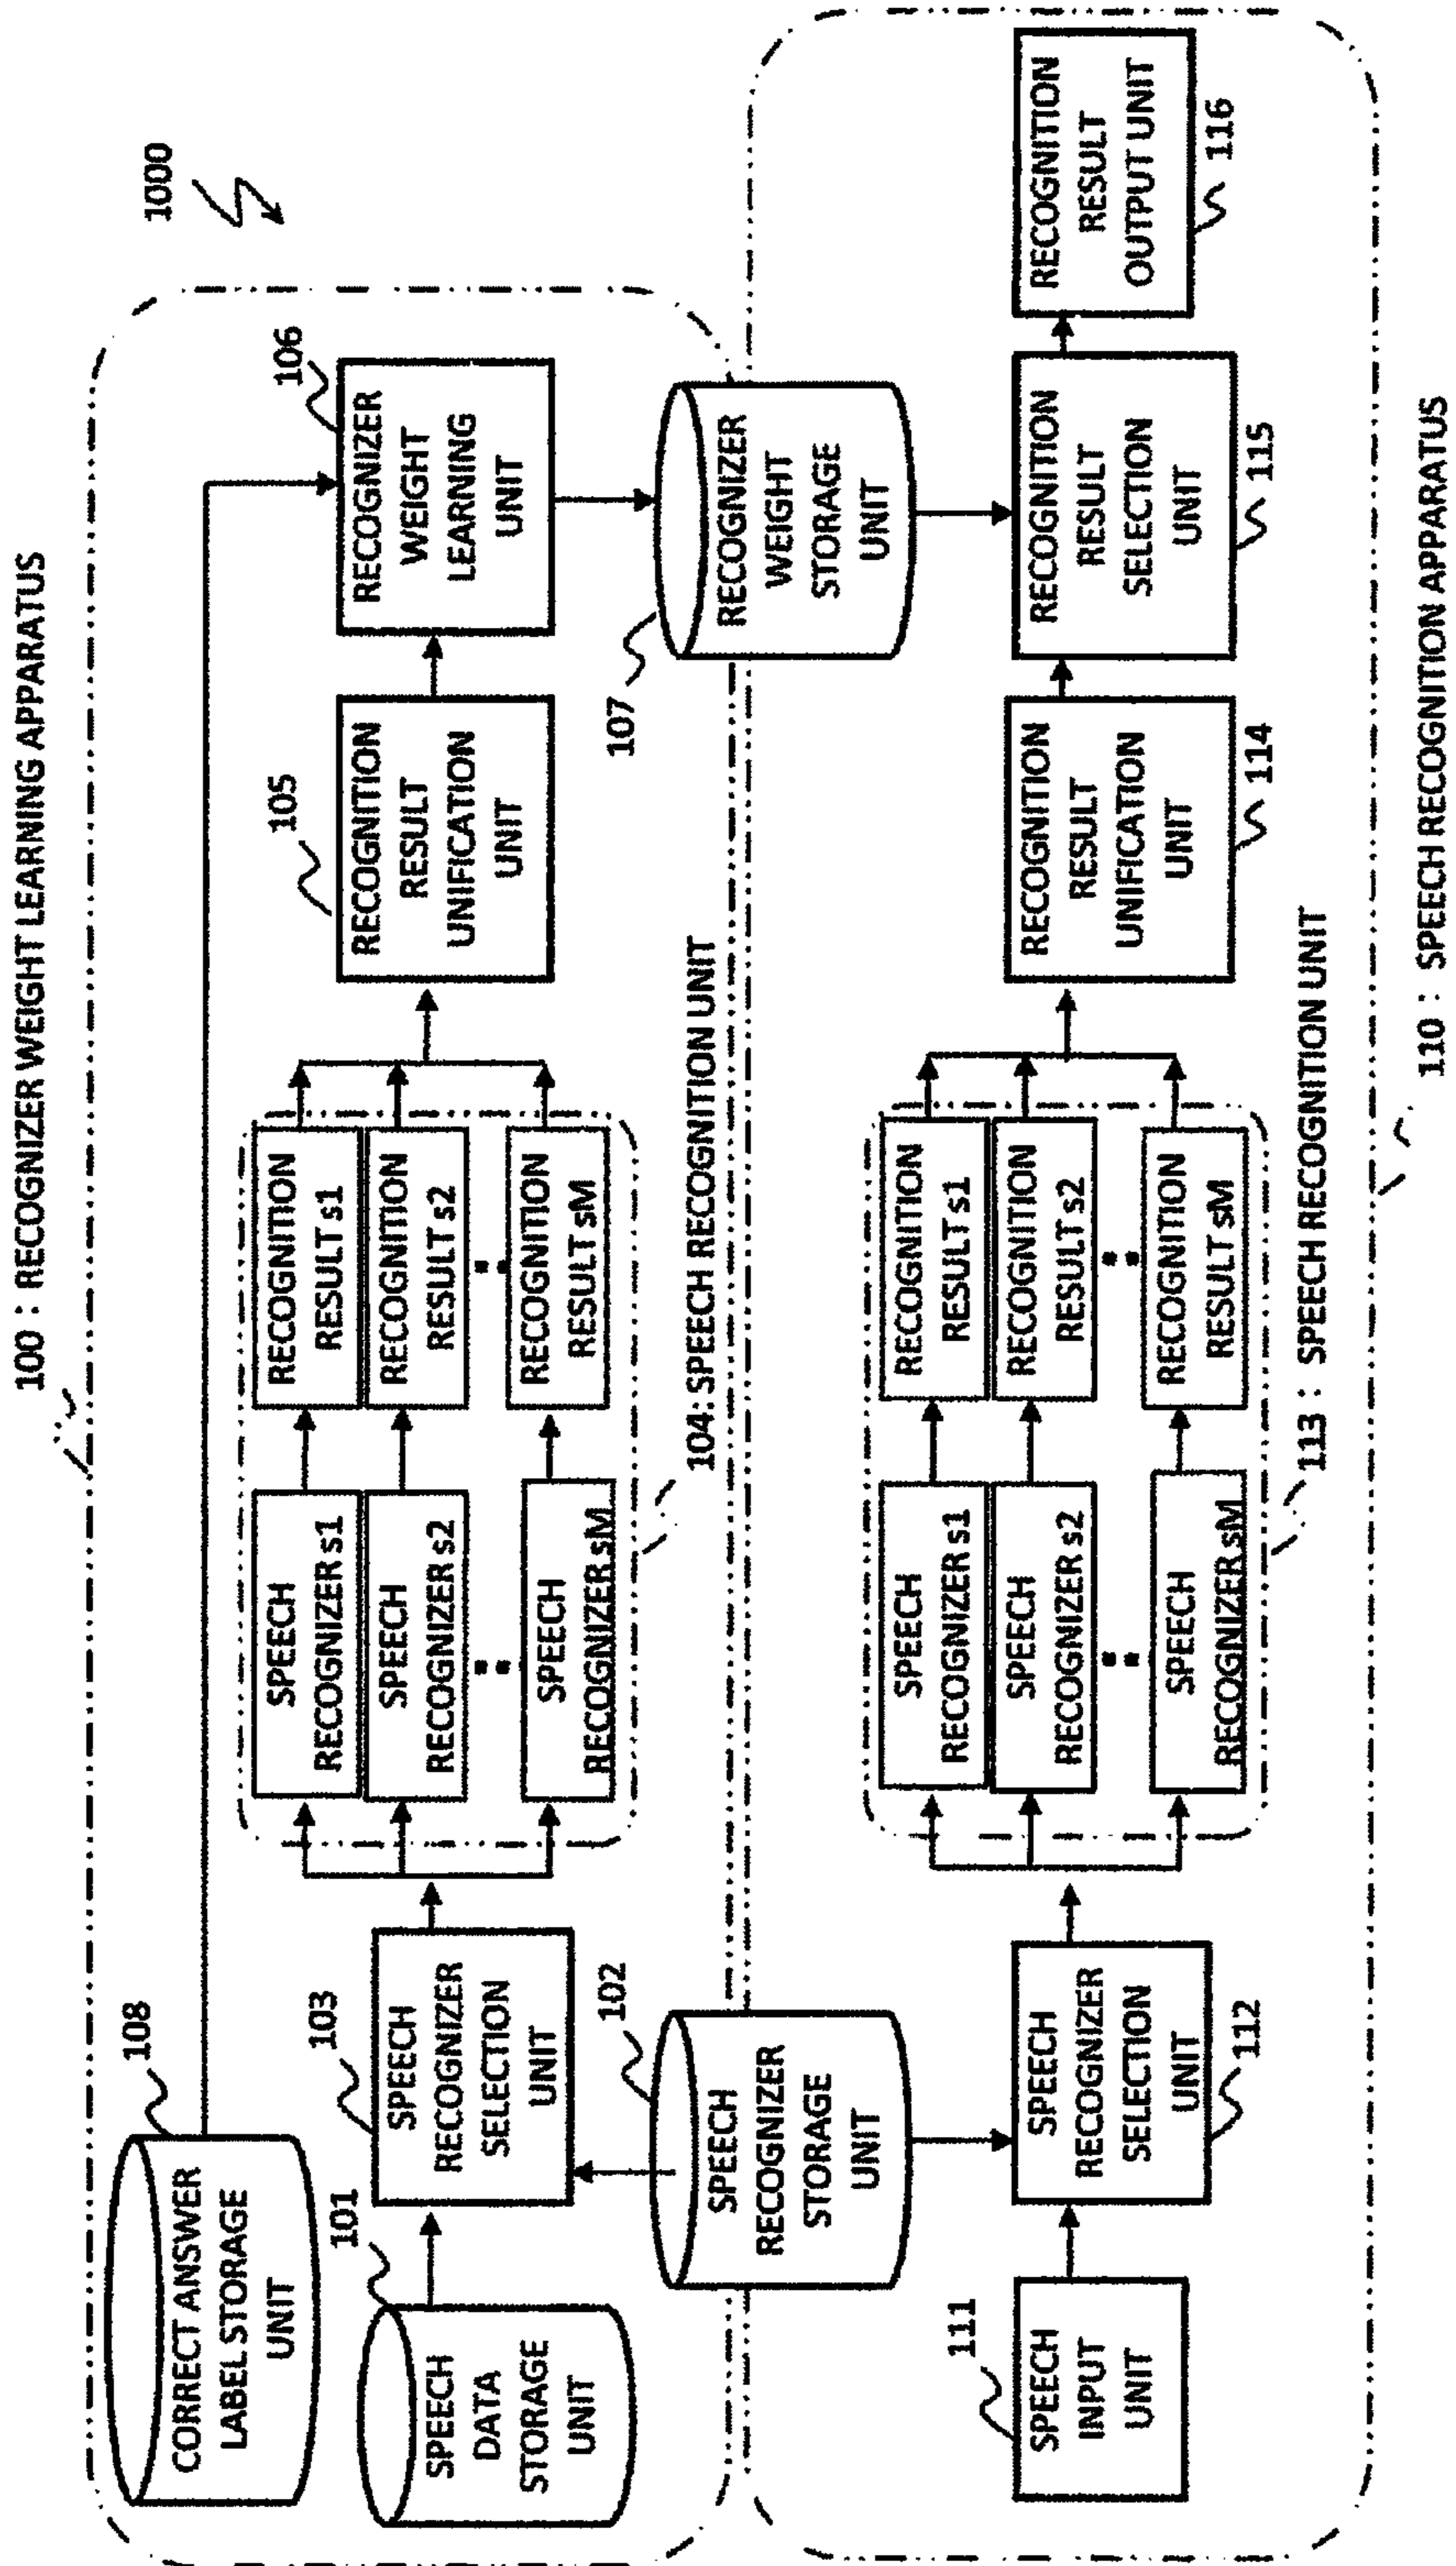 1000
100 : RECOGNIZER WEIGHT LEARNING APPARATUS
108
CORRECT ANSWER
LABEL STORAGE
UNIT
101
SPEECH
DATA
STORAGE
UNIT
103
SPEECH
RECOGNIZER
SELECTION
UNIT
SPEECH
RECOGNIZER s1
SPEECH
RECOGNIZER s2
SPEECH
RECOGNIZER sM
RECOGNITION
RESULT s1
RECOGNITION
RESULT s2
RECOGNITION
RESULT sM
104: SPEECH RECOGNITION UNIT
105
RECOGNITION
RESULT
UNIFICATION
UNIT
106
RECOGNIZER
WEIGHT
LEARNING
UNIT
102
SPEECH
RECOGNIZER
STORAGE
UNIT
107
RECOGNIZER
WEIGHT
STORAGE
UNIT
111
SPEECH
INPUT
UNIT
SPEECH
RECOGNIZER
SELECTION
UNIT
112
SPEECH
RECOGNIZER s1
SPEECH
RECOGNIZER s2
SPEECH
RECOGNIZER sM
RECOGNITION
RESULT s1
RECOGNITION
RESULT s2
RECOGNITION
RESULT sM
113 : SPEECH RECOGNITION UNIT
RECOGNITION
RESULT
UNIFICATION
UNIT
114
RECOGNITION
RESULT
SELECTION
UNIT
115
RECOGNITION
RESULT
OUTPUT UNIT
116
110 : SPEECH RECOGNITION APPARATUS